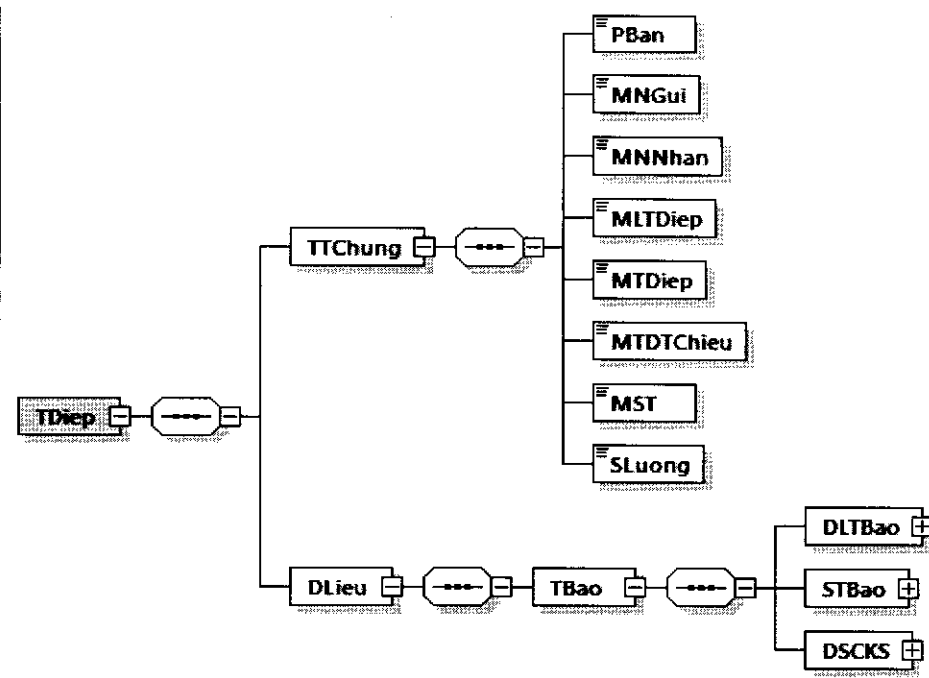 PBan
MNGui
MNNhan
MLTDiep
TTChung
MTDiep
MTDTChieu
TDiep
MST
SLuong
DLTBao
DLieu
TBao
STBao
DSCKS